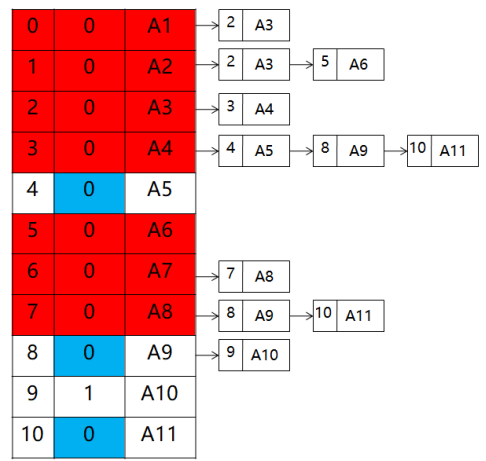 0 0 A1 2 A3
1 0 A2 2 A3 5 A6
2 0 A3 3 A4
3 0 A4 4 A5 8 A9 10 A11
4 0 A5
5 0 A6
6 0 A7 7 A8
7 0 A8 8 A9 10 A11
8 0 A9 9 A10
9 1 A10
10 0 A11